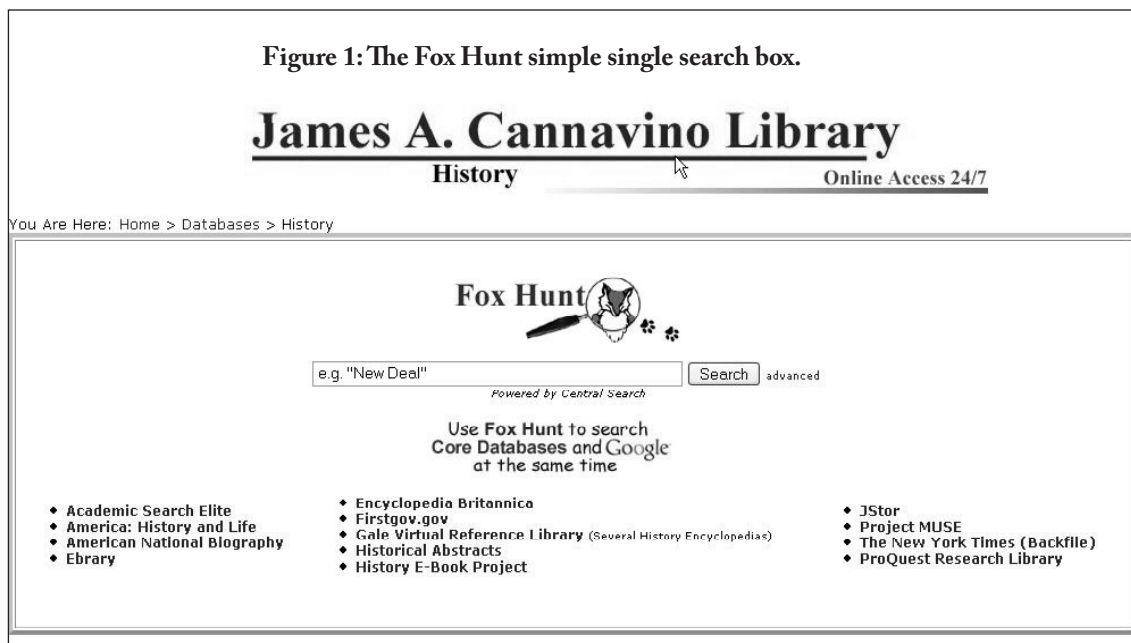 Figure 1: The Fox Hunt simple single search box.
James A. Cannavino Library
History
Online Access 24/7
You Are Here: Home > Databases > History
Fox Hunt
e.g. "New Deal"
Search advanced
Powered by Central Search
Use Fox Hunt to search
Core Databases and Google
at the same time
Academic Search Elite
America: History and Life
American National Biography
Ebrary
Encyclopedia Britannica
Firstgov.gov
Gale Virtual Reference Library (Several History Encyclopedias)
Historical Abstracts
History E-Book Project
JStor
Project MUSE
The New York Times (Backfile)
ProQuest Research Library